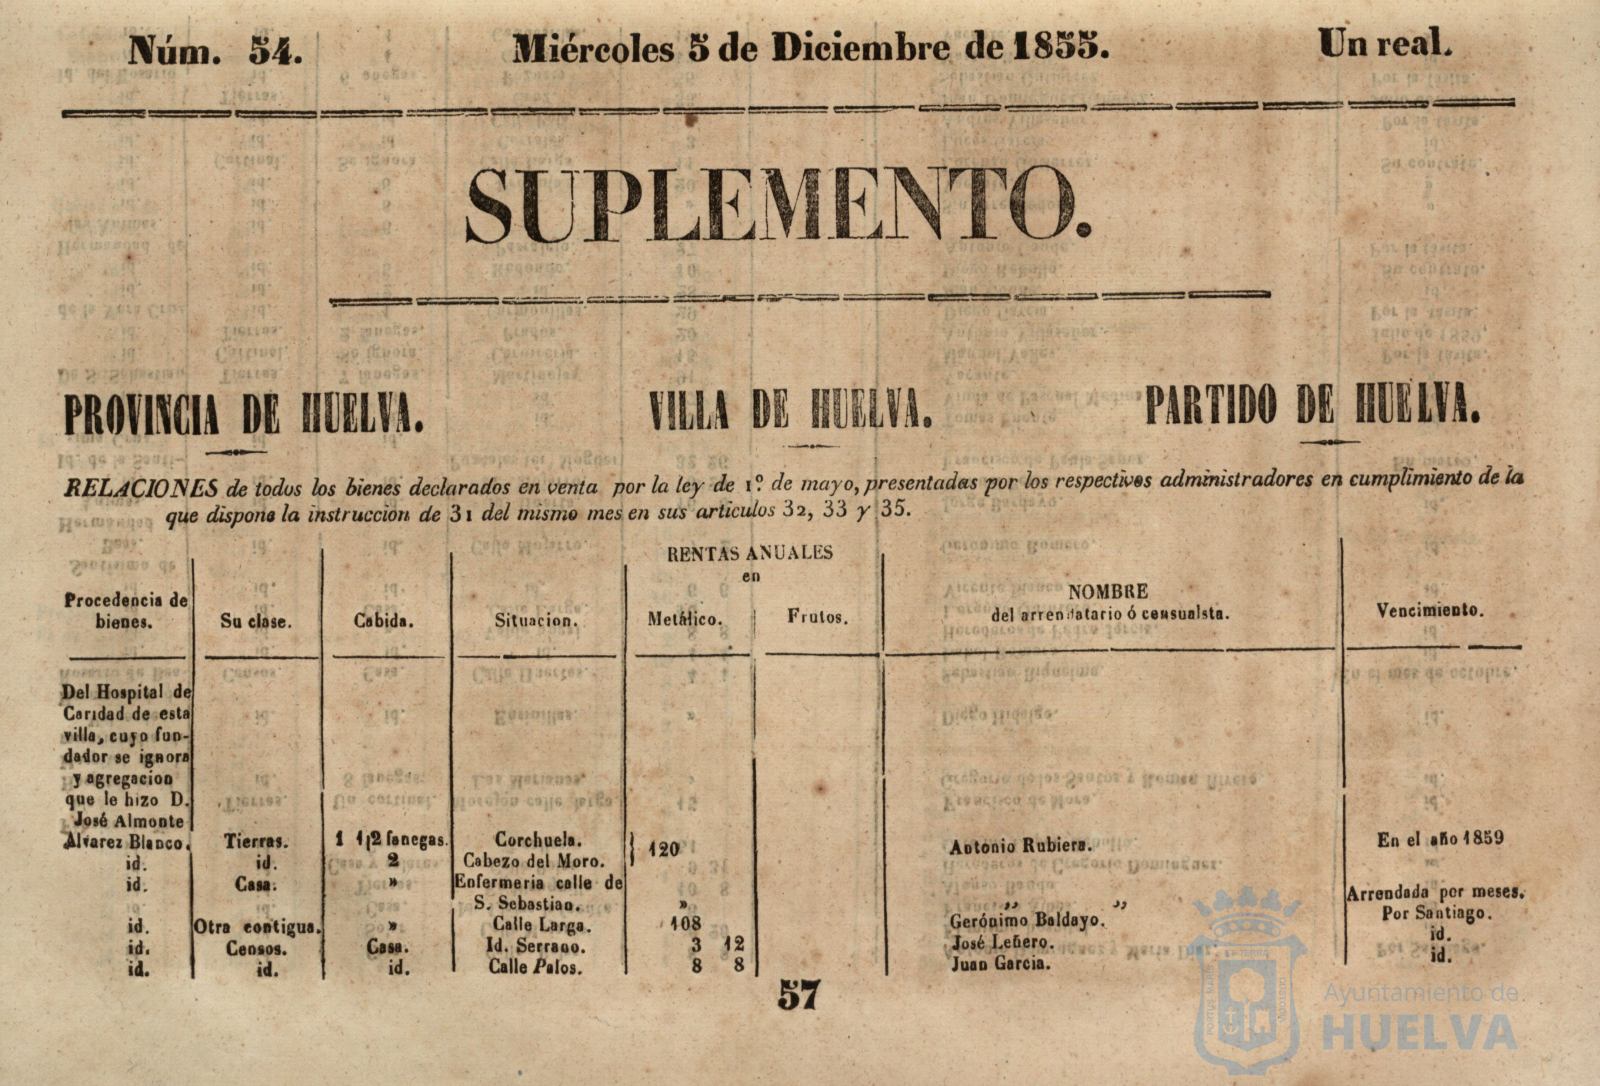 Núm. 54. Miércoles 5 de Diciembre de 1855. Un real.
SUPLEMENTO.
PROVINCIA DE HUELVA. VILLA DE HUELVA. PARTIDO DE HUELVA.
RELACIONES de todos los bienes declarados en venta por la ley de 1.º de mayo, presentadas por los respectivos administradores en cumplimiento de la
que dispone la instruccion de 31 del mismo mes en sus articulos 32, 33 y 35.
RENTAS ANUALES
en
Procedencia de
bienes. Su clase. Cabida. Situacion. Metálico. Frutos. NOMBRE
del arrendatario ó censualista. Vencimiento.
Del Hospital de
Caridad de esta
villa, cuyo fun-
dador se ignora
y agregacion
que le hizo D.
José Almonte
Alvarez Blanco. Tierras. 1 1/2 fanegas. Corchuela. } 120 Antonio Rubiera. En el año 1859
id. id. 2 Cabezo del Moro.
id. Casa. » Enfermeria calle de
S. Sebastian. » ,, ,, Arrendada por meses.
id. Otra contigua. » Calle Larga. 108 Gerónimo Baldayo. Por Santiago.
id. Censos. Casa. Id. Serrano. 3 12 José Leñero. id.
id. id. id. Calle Palos. 8 8 Juan Garcia. id.
57
Ayuntamiento de
HUELVA